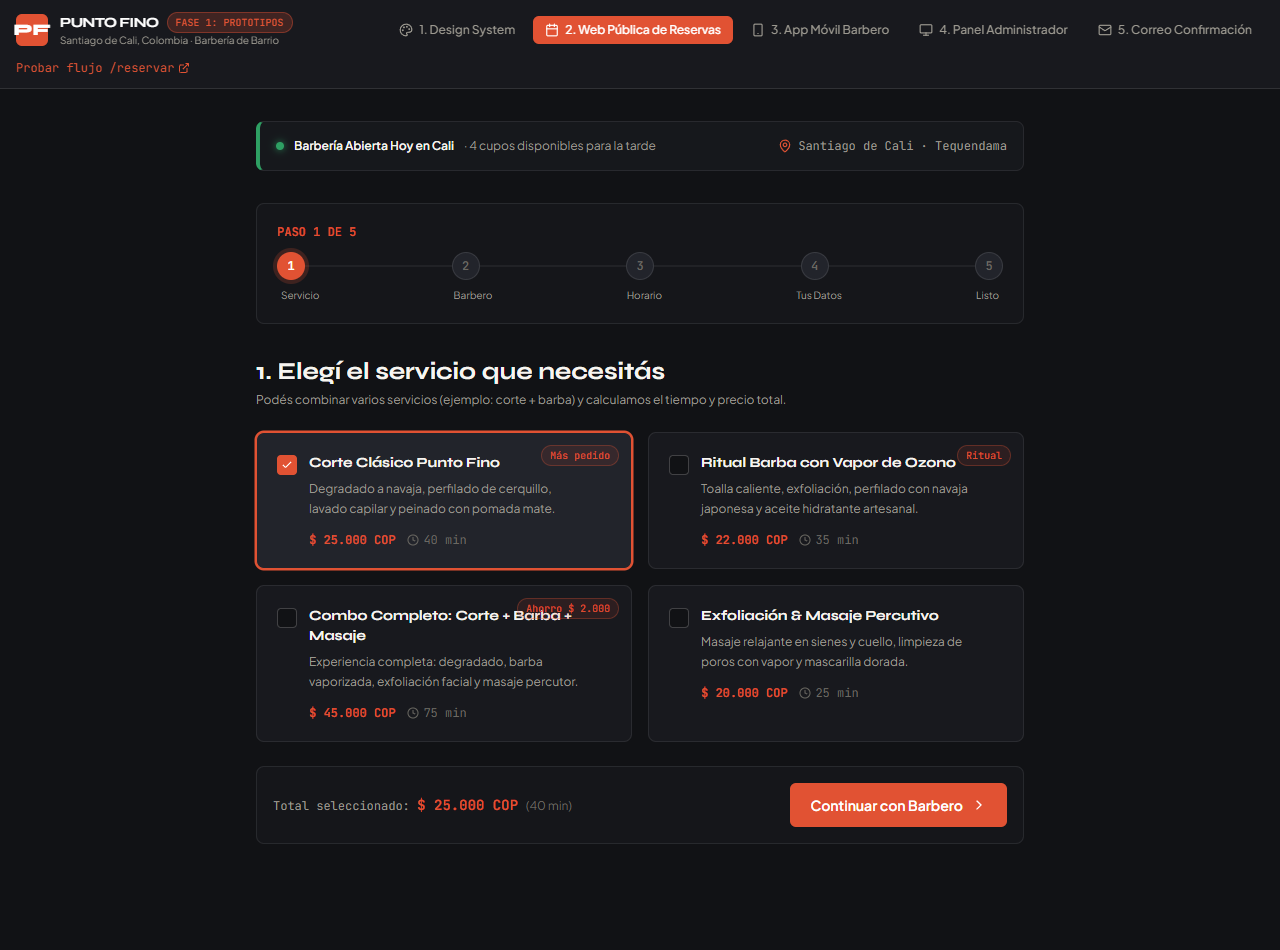 PF PUNTO FINO FASE 1: PROTOTIPOS
Santiago de Cali, Colombia · Barbería de Barrio
1. Design System
2. Web Pública de Reservas
3. App Móvil Barbero
4. Panel Administrador
5. Correo Confirmación
Probar flujo /reservar
Barbería Abierta Hoy en Cali · 4 cupos disponibles para la tarde
Santiago de Cali · Tequendama
PASO 1 DE 5
1 2 3 4 5
Servicio Barbero Horario Tus Datos Listo
1. Elegí el servicio que necesitás
Podés combinar varios servicios (ejemplo: corte + barba) y calculamos el tiempo y precio total.
Más pedido
Corte Clásico Punto Fino
Degradado a navaja, perfilado de cerquillo,
lavado capilar y peinado con pomada mate.
$ 25.000 COP 40 min
Ritual
Ritual Barba con Vapor de Ozono
Toalla caliente, exfoliación, perfilado con navaja
japonesa y aceite hidratante artesanal.
$ 22.000 COP 35 min
Ahorro $ 2.000
Combo Completo: Corte + Barba +
Masaje
Experiencia completa: degradado, barba
vaporizada, exfoliación facial y masaje percutor.
$ 45.000 COP 75 min
Exfoliación & Masaje Percutivo
Masaje relajante en sienes y cuello, limpieza de
poros con vapor y mascarilla dorada.
$ 20.000 COP 25 min
Total seleccionado: $ 25.000 COP (40 min)
Continuar con Barbero